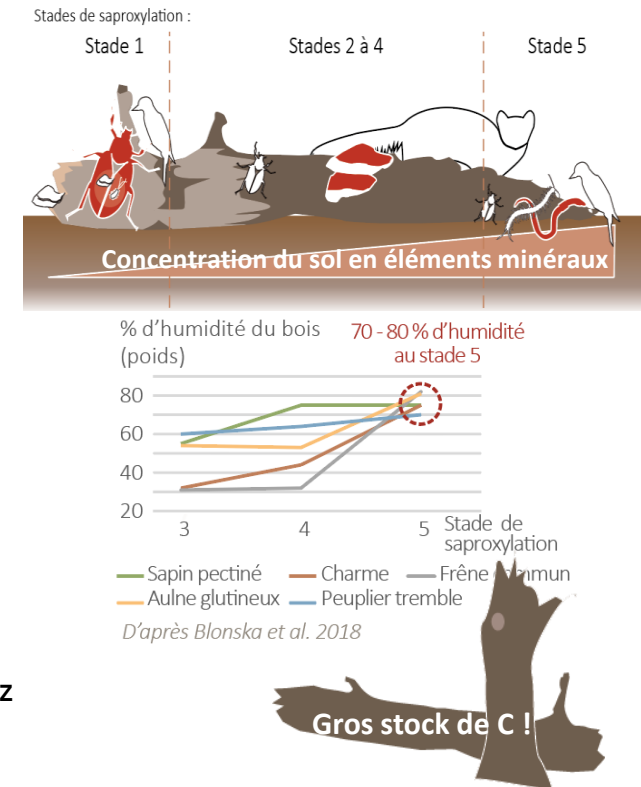 Stades de saproxylation :
Stade 1 Stades 2 à 4 Stade 5
Concentration du sol en éléments minéraux
% d'humidité du bois
(poids)
70 - 80 % d'humidité
au stade 5
80
60
40
20
3 4 5
Stade de
saproxylation
Sapin pectiné Charme Frêne
Aulne glutineux Peuplier tremble
D'après Blonska et al. 2018
z
Gros stock de C !